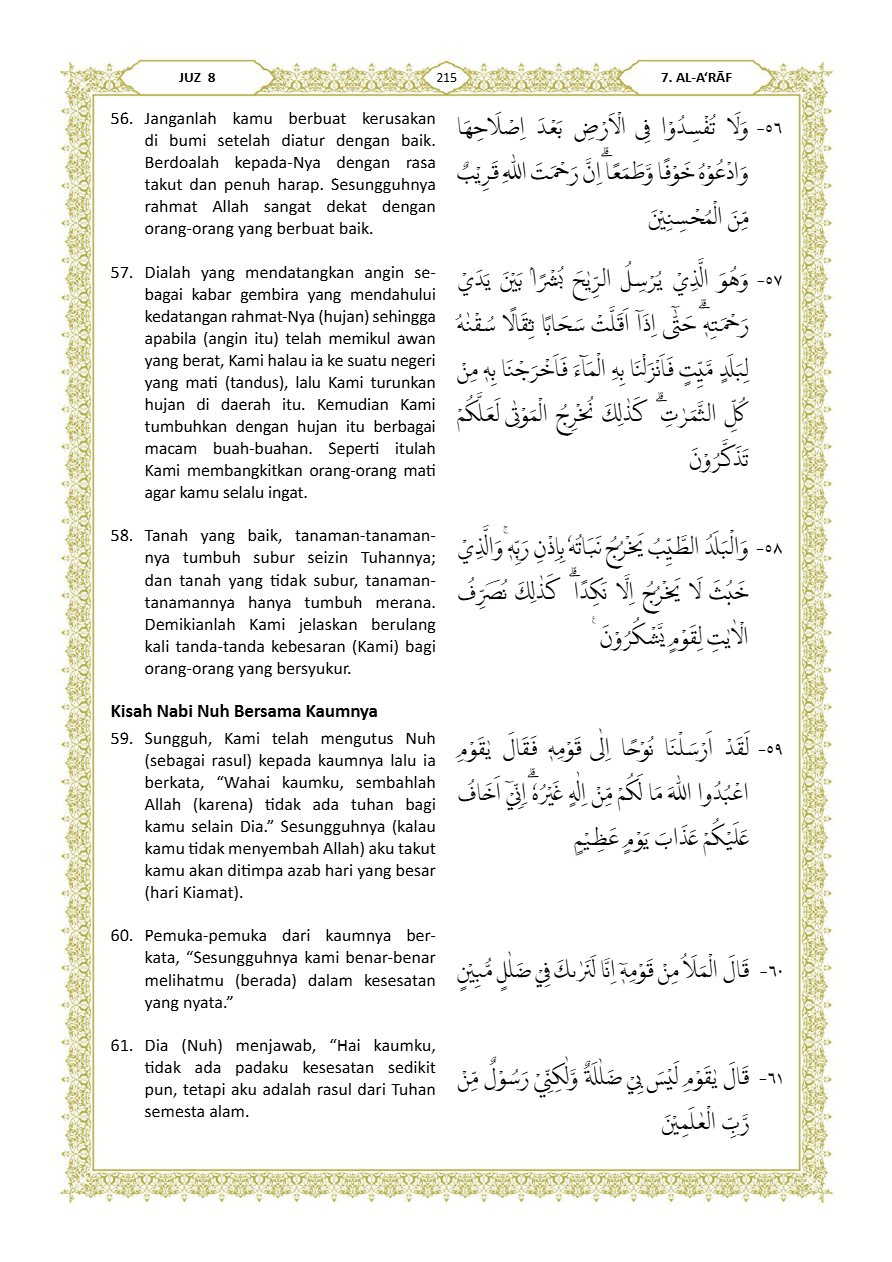 JUZ 8
215
7. AL-A‘RĀF
56. Janganlah kamu berbuat kerusakan
di bumi setelah diatur dengan baik.
Berdoalah kepada-Nya dengan rasa
takut dan penuh harap. Sesungguhnya
rahmat Allah sangat dekat dengan
orang-orang yang berbuat baik.
٥٦- وَلَا تُفْسِدُوْا فِى الْاَرْضِ بَعْدَ اِصْلَاحِهَا
وَادْعُوْهُ خَوْفًا وَّطَمَعًاۗ اِنَّ رَحْمَتَ اللّٰهِ قَرِيْبٌ
مِّنَ الْمُحْسِنِيْنَ
57. Dialah yang mendatangkan angin se-
bagai kabar gembira yang mendahului
kedatangan rahmat-Nya (hujan) sehingga
apabila (angin itu) telah memikul awan
yang berat, Kami halau ia ke suatu negeri
yang mati (tandus), lalu Kami turunkan
hujan di daerah itu. Kemudian Kami
tumbuhkan dengan hujan itu berbagai
macam buah-buahan. Seperti itulah
Kami membangkitkan orang-orang mati
agar kamu selalu ingat.
٥٧- وَهُوَ الَّذِيْ يُرْسِلُ الرِّيٰحَ بُشْرًاۢ بَيْنَ يَدَيْ
رَحْمَتِهٖۗ حَتّٰٓى اِذَآ اَقَلَّتْ سَحَابًا ثِقَالًا سُقْنٰهُ
لِبَلَدٍ مَّيِّتٍ فَاَنْزَلْنَا بِهِ الْمَاۤءَ فَاَخْرَجْنَا بِهٖ مِنْ
كُلِّ الثَّمَرٰتِۗ كَذٰلِكَ نُخْرِجُ الْمَوْتٰى لَعَلَّكُمْ
تَذَكَّرُوْنَ
58. Tanah yang baik, tanaman-tanaman-
nya tumbuh subur seizin Tuhannya;
dan tanah yang tidak subur, tanaman-
tanamannya hanya tumbuh merana.
Demikianlah Kami jelaskan berulang
kali tanda-tanda kebesaran (Kami) bagi
orang-orang yang bersyukur.
٥٨- وَالْبَلَدُ الطَّيِّبُ يَخْرُجُ نَبَاتُهٗ بِاِذْنِ رَبِّهٖۚ وَالَّذِيْ
خَبُثَ لَا يَخْرُجُ اِلَّا نَكِدًاۗ كَذٰلِكَ نُصَرِّفُ
الْاٰيٰتِ لِقَوْمٍ يَّشْكُرُوْنَ ࣖ
Kisah Nabi Nuh Bersama Kaumnya
59. Sungguh, Kami telah mengutus Nuh
(sebagai rasul) kepada kaumnya lalu ia
berkata, “Wahai kaumku, sembahlah
Allah (karena) tidak ada tuhan bagi
kamu selain Dia.” Sesungguhnya (kalau
kamu tidak menyembah Allah) aku takut
kamu akan ditimpa azab hari yang besar
(hari Kiamat).
٥٩- لَقَدْ اَرْسَلْنَا نُوْحًا اِلٰى قَوْمِهٖ فَقَالَ يٰقَوْمِ
اعْبُدُوا اللّٰهَ مَا لَكُمْ مِّنْ اِلٰهٍ غَيْرُهٗۗ اِنِّيْٓ اَخَافُ
عَلَيْكُمْ عَذَابَ يَوْمٍ عَظِيْمٍ
60. Pemuka-pemuka dari kaumnya ber-
kata, “Sesungguhnya kami benar-benar
melihatmu (berada) dalam kesesatan
yang nyata.”
٦٠- قَالَ الْمَلَاُ مِنْ قَوْمِهٖٓ اِنَّا لَنَرٰىكَ فِيْ ضَلٰلٍ مُّبِيْنٍ
61. Dia (Nuh) menjawab, “Hai kaumku,
tidak ada padaku kesesatan sedikit
pun, tetapi aku adalah rasul dari Tuhan
semesta alam.
٦١- قَالَ يٰقَوْمِ لَيْسَ بِيْ ضَلٰلَةٌ وَّلٰكِنِّيْ رَسُوْلٌ مِّنْ
رَّبِّ الْعٰلَمِيْنَ